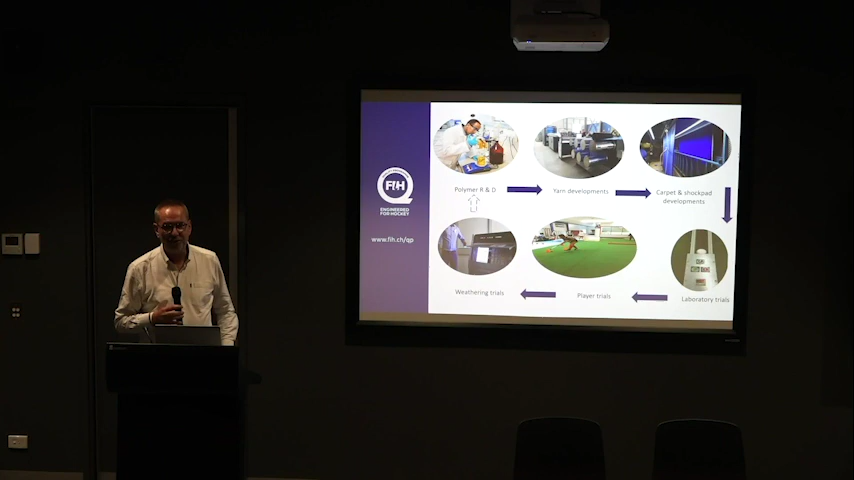 FIH
ENGINEERED
FOR HOCKEY
www.fih.ch/qp
Polymer R & D
Yarn developments
Carpet & shockpad
developments
Weathering trials
Player trials
Laboratory trials